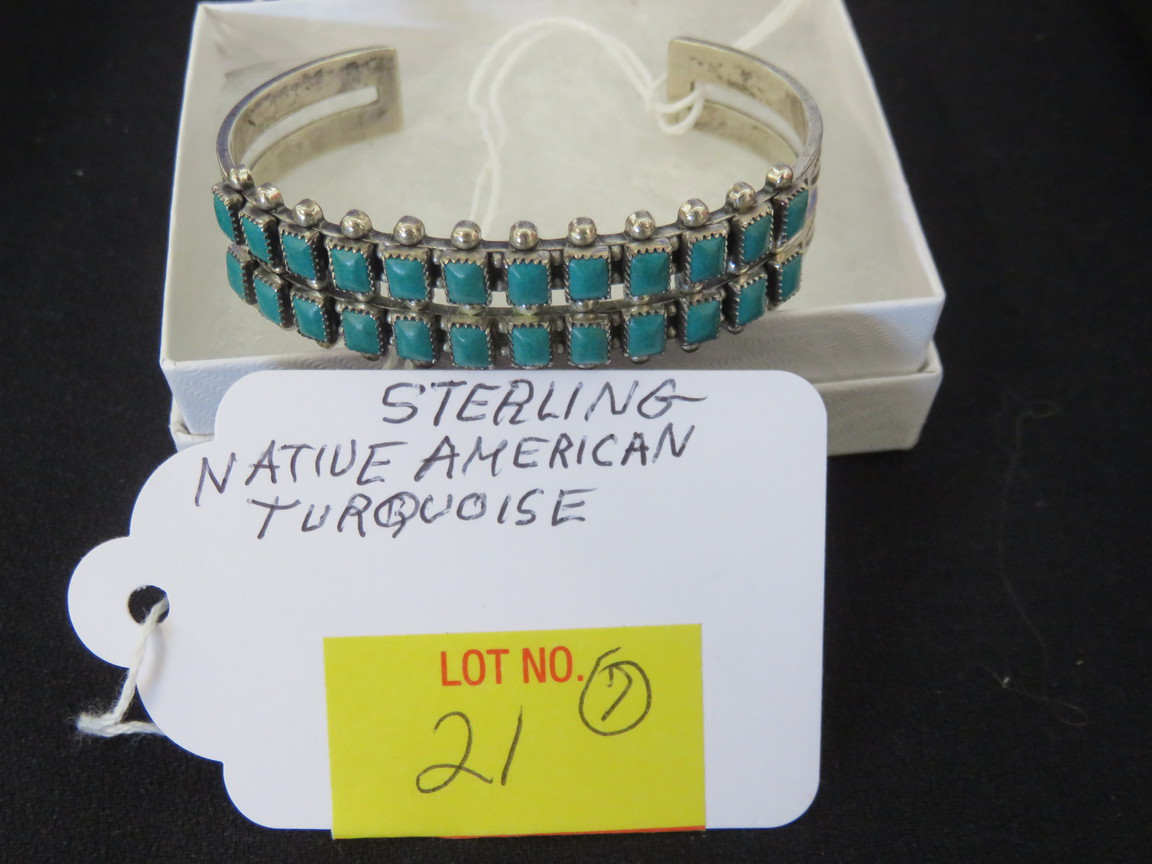 STERLING
NATIVE AMERICAN
TURQUOISE
LOT NO.
21